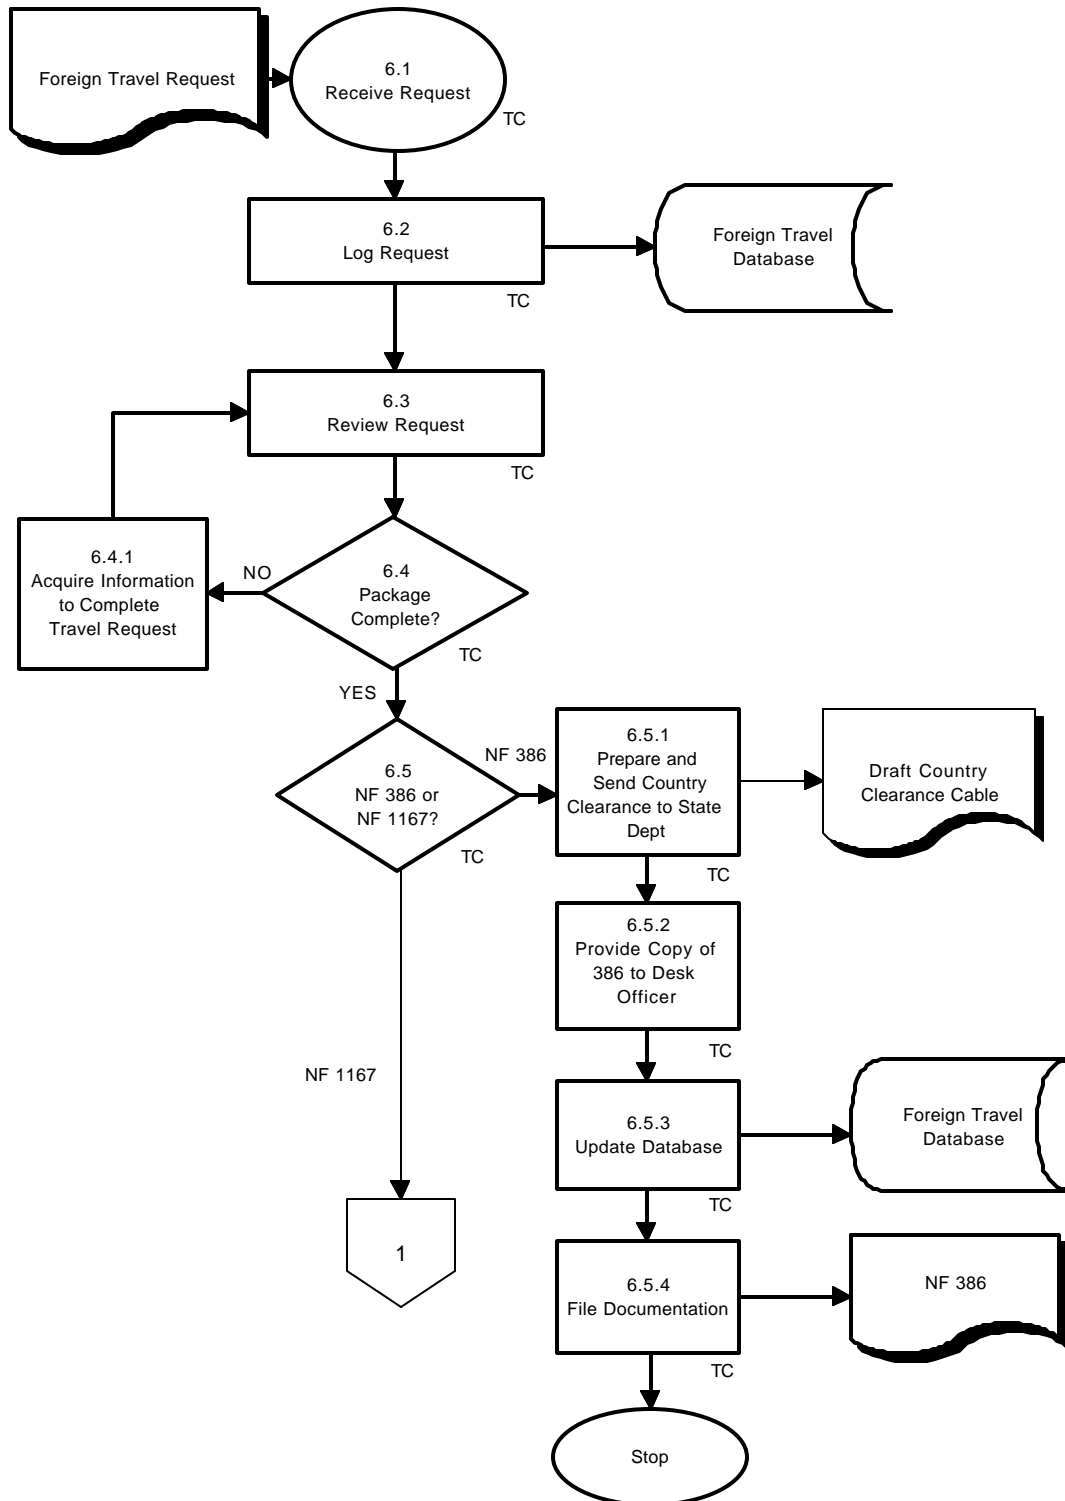 Foreign Travel Request
6.1
Receive Request
TC
6.2
Log Request
TC
Foreign Travel
Database
6.3
Review Request
TC
6.4.1
Acquire Information
to Complete
Travel Request
NO
6.4
Package
Complete?
TC
YES
6.5
NF 386 or
NF 1167?
TC
NF 386
6.5.1
Prepare and
Send Country
Clearance to State
Dept
TC
Draft Country
Clearance Cable
6.5.2
Provide Copy of
386 to Desk
Officer
TC
NF 1167
1
6.5.3
Update Database
TC
Foreign Travel
Database
6.5.4
File Documentation
TC
NF 386
Stop